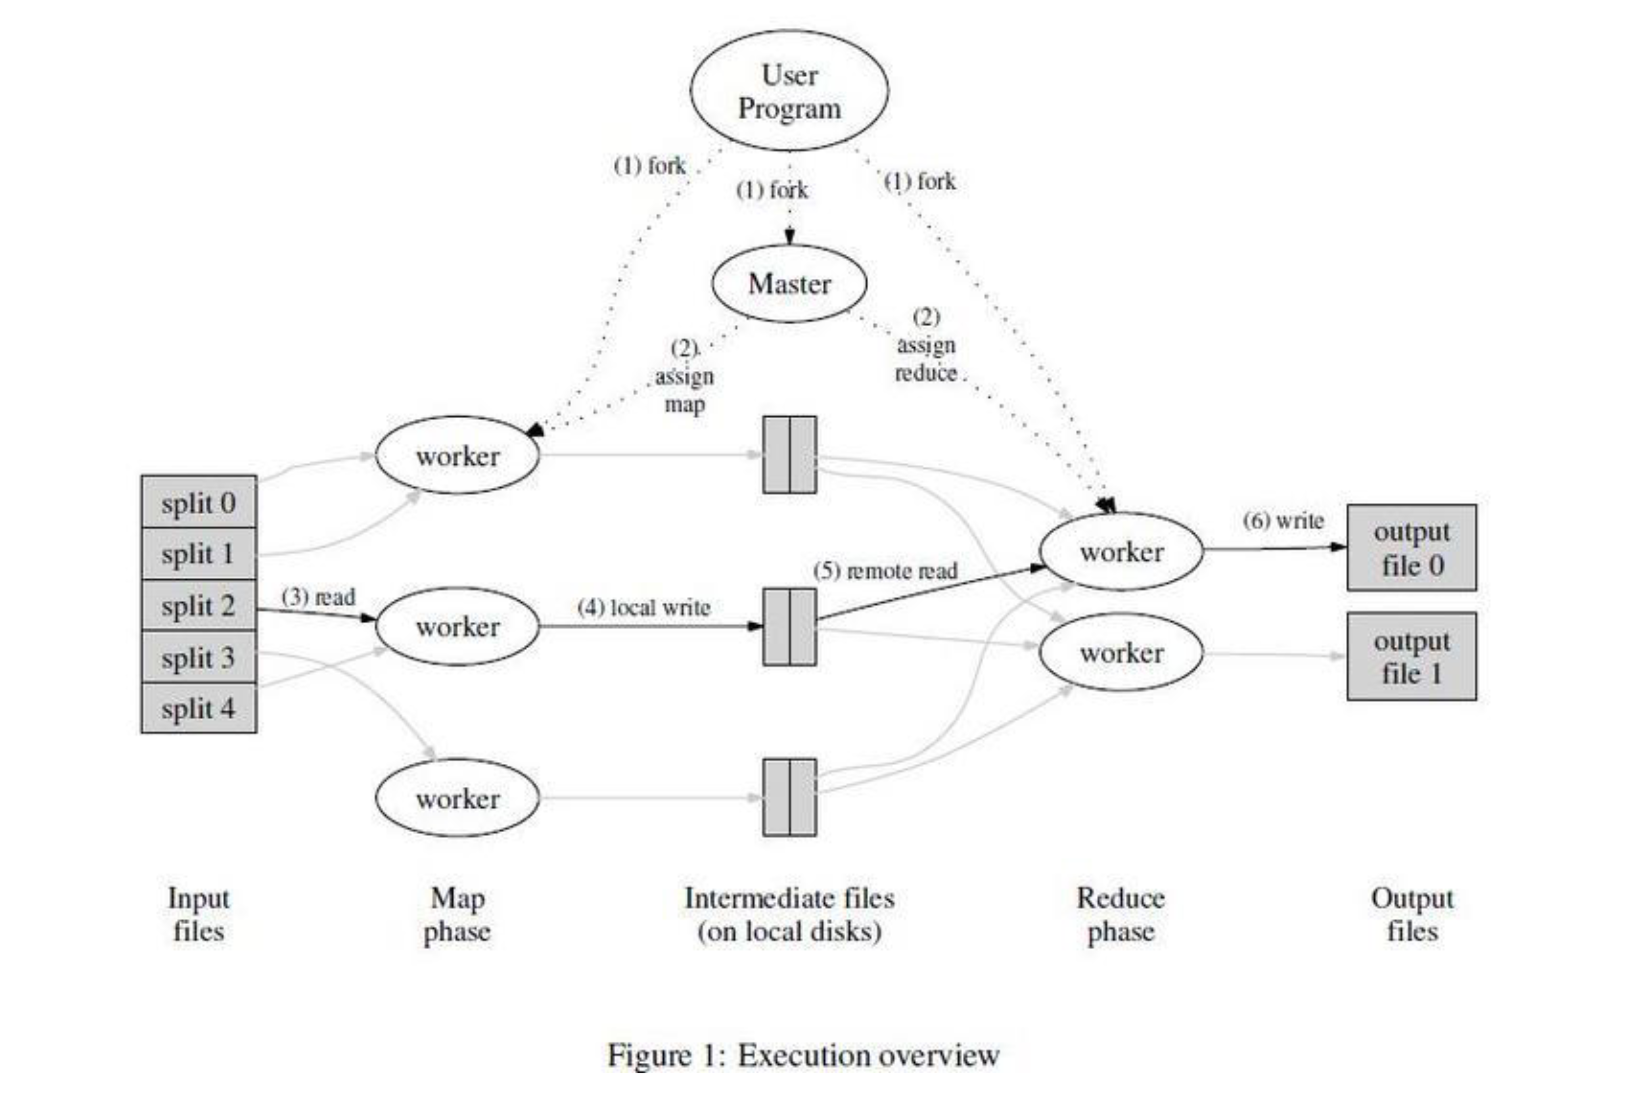 User
Program
(1) fork
(1) fork
(1) fork
Master
(2)
assign
map
(2)
assign
reduce
worker
split 0
split 1
split 2
split 3
split 4
(3) read
worker
(4) local write
(5) remote read
worker
(6) write
output
file 0
worker
output
file 1
worker
Input
files
Map
phase
Intermediate files
(on local disks)
Reduce
phase
Output
files
Figure 1: Execution overview